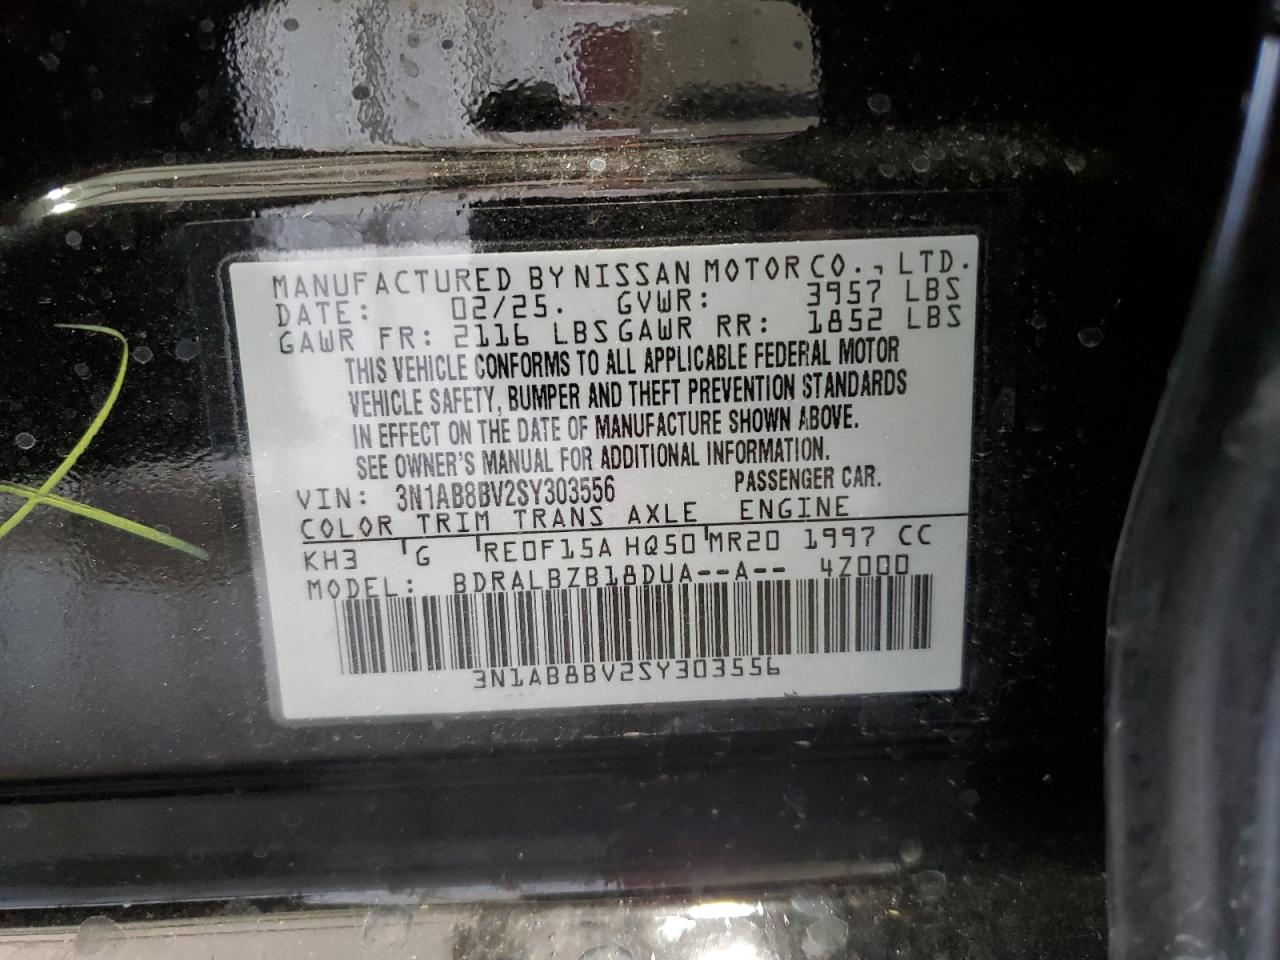 MANUFACTURED BY NISSAN MOTOR CO., LTD.
DATE: 02/25. GVWR: 3957 LBS
GAWR FR: 2116 LBS GAWR RR: 1852 LBS
THIS VEHICLE CONFORMS TO ALL APPLICABLE FEDERAL MOTOR
VEHICLE SAFETY, BUMPER AND THEFT PREVENTION STANDARDS
IN EFFECT ON THE DATE OF MANUFACTURE SHOWN ABOVE.
SEE OWNER'S MANUAL FOR ADDITIONAL INFORMATION.
VIN: 3N1AB8BV2SY303556 PASSENGER CAR.
COLOR TRIM TRANS AXLE ENGINE
KH3 G RE0F15A HQ50 MR20 1997 CC
MODEL: BDRALBZB18DUA--A-- 4Z000
3N1AB8BV2SY303556